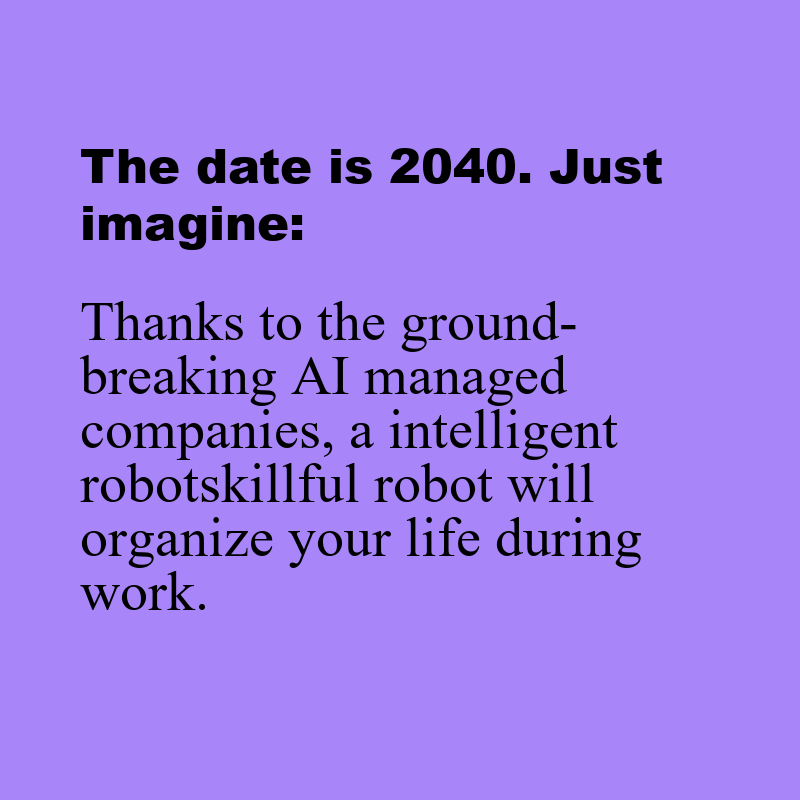 The date is 2040. Just
imagine:
Thanks to the ground-
breaking AI managed
companies, a intelligent
robotskillful robot will
organize your life during
work.